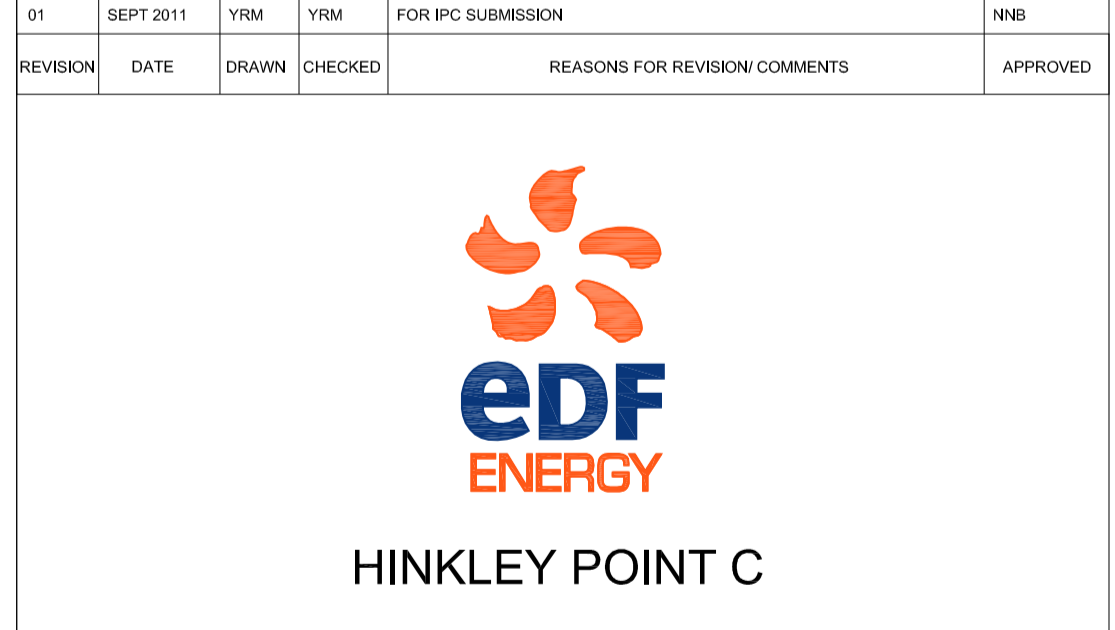 01 SEPT 2011 YRM YRM FOR IPC SUBMISSION NNB
REVISION DATE DRAWN CHECKED REASONS FOR REVISION/ COMMENTS APPROVED
eDF
ENERGY
HINKLEY POINT C